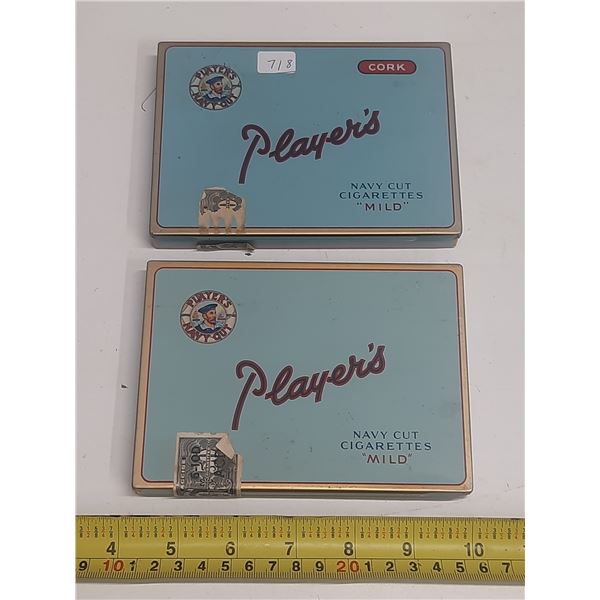 718
CORK
PLAYER'S
NAVY CUT
Player's
NAVY CUT
CIGARETTES
"MILD"
PLAYER'S
NAVY CUT
Player's
NAVY CUT
CIGARETTES
"MILD"
4 5 6 7 8 9 10
9 10 1 2 3 4 5 6 7 8 9 20 1 2 3 4 5 6 7